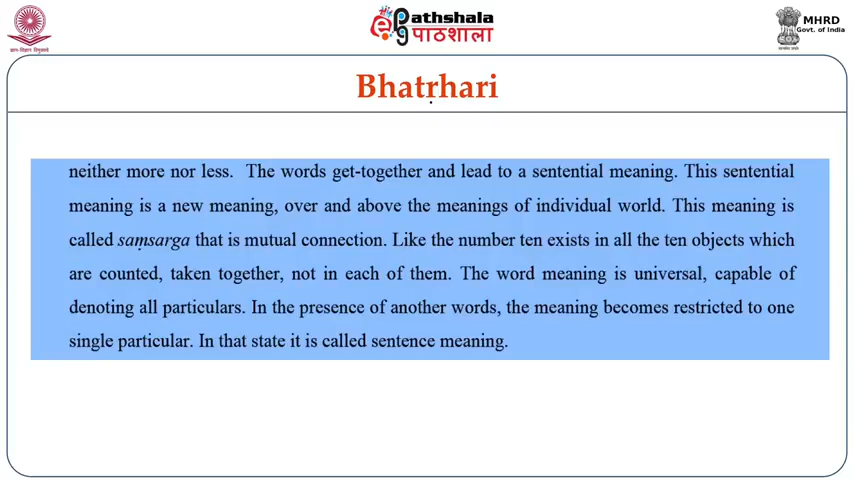 ePathshala
पाठशाला
MHRD
Govt. of India
Bhatṛhari
neither more nor less. The words get-together and lead to a sentential meaning. This sentential
meaning is a new meaning, over and above the meanings of individual world. This meaning is
called saṃsarga that is mutual connection. Like the number ten exists in all the ten objects which
are counted, taken together, not in each of them. The word meaning is universal, capable of
denoting all particulars. In the presence of another words, the meaning becomes restricted to one
single particular. In that state it is called sentence meaning.